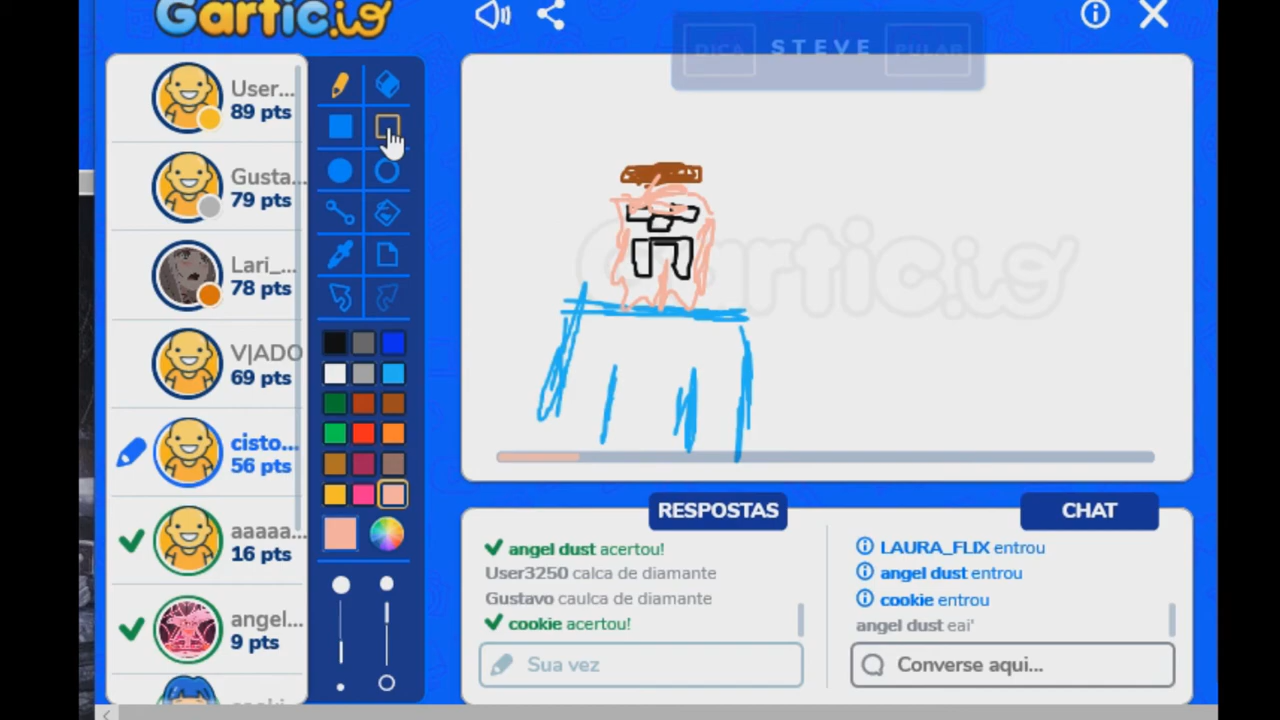 Gartic.io
DICA STEVE PULAR
User...
89 pts
Gusta...
79 pts
Lari_...
78 pts
V|ADO
69 pts
cisto...
56 pts
aaaaa...
16 pts
angel...
9 pts
Gartic.io
RESPOSTAS
angel dust acertou!
User3250 calca de diamante
Gustavo caulca de diamante
cookie acertou!
Sua vez
CHAT
LAURA_FLIX entrou
angel dust entrou
cookie entrou
angel dust eai'
Converse aqui...